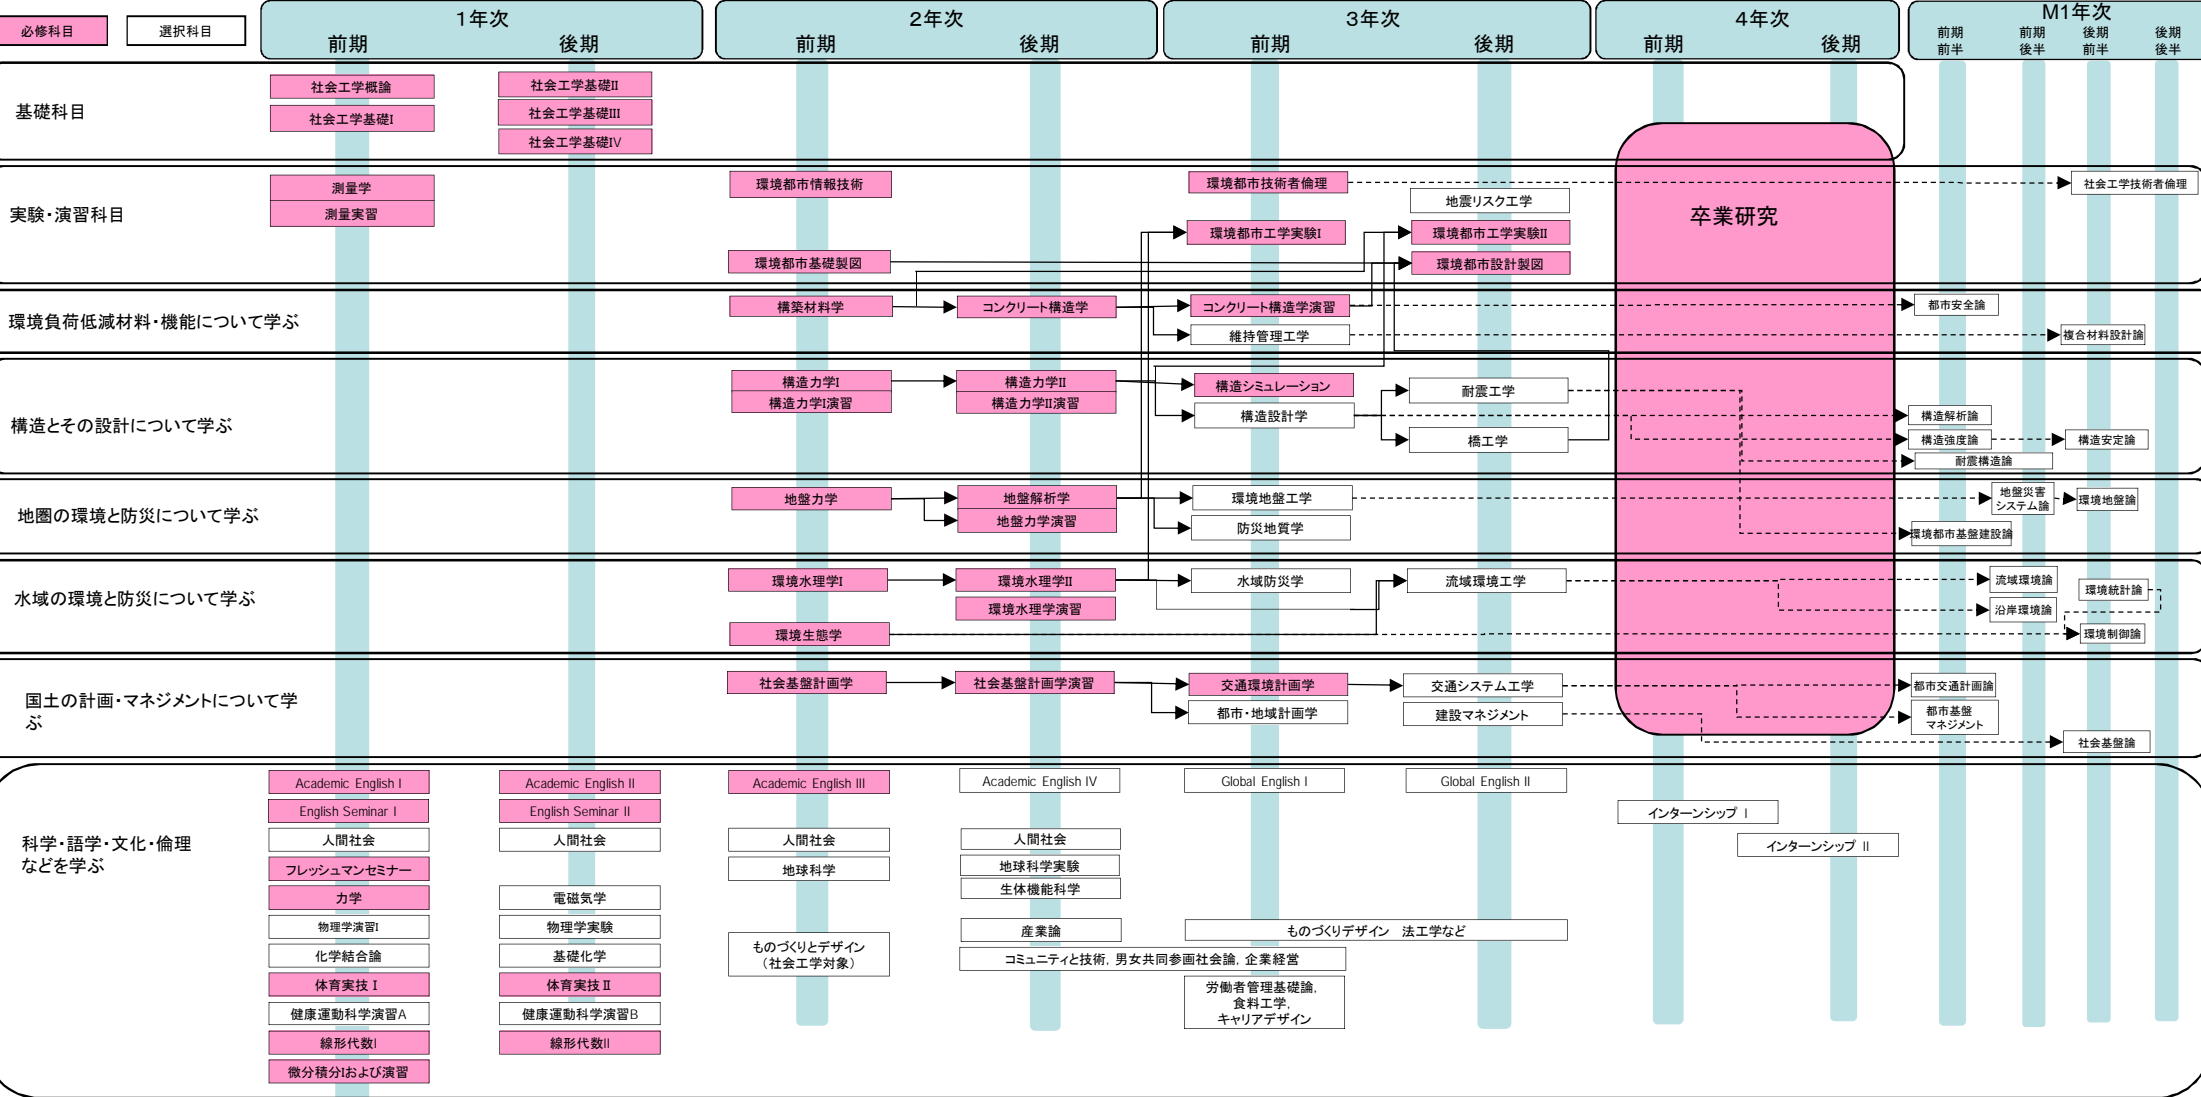 必修科目
選択科目
1年次
前期
後期
2年次
前期
後期
3年次
前期
後期
4年次
前期
後期
M1年次
前期
前半
前期
後半
後期
前半
後期
後半
基礎科目
社会工学概論
社会工学基礎I
社会工学基礎II
社会工学基礎III
社会工学基礎IV
実験・演習科目
測量学
測量実習
環境都市情報技術
環境都市基礎製図
環境都市技術者倫理
環境都市工学実験I
地震リスク工学
環境都市工学実験II
環境都市設計製図
卒業研究
社会工学技術者倫理
環境負荷低減材料・機能について学ぶ
構築材料学
コンクリート構造学
コンクリート構造学演習
維持管理工学
都市安全論
複合材料設計論
構造とその設計について学ぶ
構造力学I
構造力学I演習
構造力学II
構造力学II演習
構造シミュレーション
構造設計学
耐震工学
橋工学
構造解析論
構造強度論
構造安定論
耐震構造論
地圏の環境と防災について学ぶ
地盤力学
地盤解析学
地盤力学演習
環境地盤工学
防災地質学
地盤災害
システム論
環境地盤論
環境都市基盤建設論
水域の環境と防災について学ぶ
環境水理学I
環境水理学II
環境水理学演習
環境生態学
水域防災学
流域環境工学
流域環境論
沿岸環境論
環境統計論
環境制御論
国土の計画・マネジメントについて学
ぶ
社会基盤計画学
社会基盤計画学演習
交通環境計画学
都市・地域計画学
交通システム工学
建設マネジメント
都市交通計画論
都市基盤
マネジメント
社会基盤論
科学・語学・文化・倫理
などを学ぶ
Academic English I
English Seminar I
人間社会
フレッシュマンセミナー
力学
物理学演習I
化学結合論
体育実技 I
健康運動科学演習A
線形代数I
微分積分Iおよび演習
Academic English II
English Seminar II
人間社会
電磁気学
物理学実験
基礎化学
体育実技 II
健康運動科学演習B
線形代数II
Academic English III
人間社会
地球科学
ものづくりとデザイン
（社会工学対象）
Academic English IV
人間社会
地球科学実験
生体機能科学
産業論
コミュニティと技術, 男女共同参画社会論, 企業経営
Global English I
Global English II
ものづくりデザイン　法工学など
労働者管理基礎論,
食料工学,
キャリアデザイン
インターンシップ I
インターンシップ II